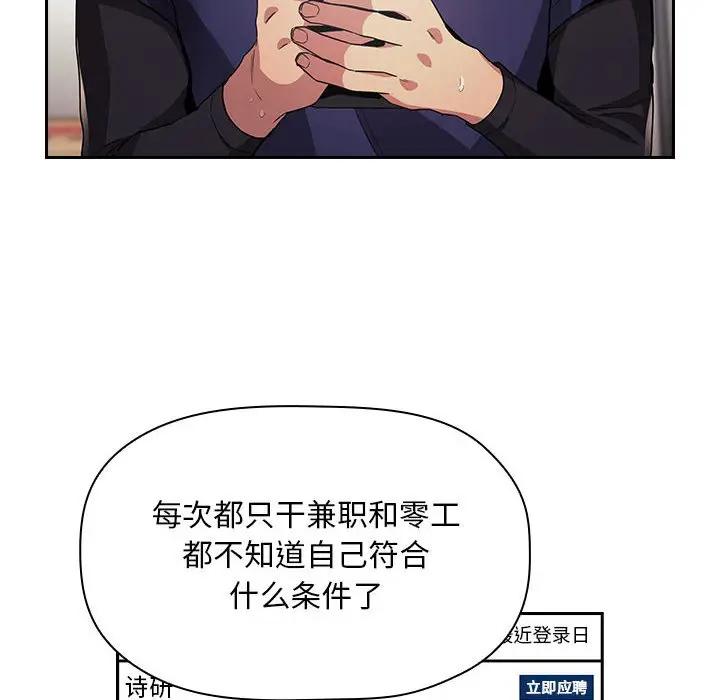 每次都只干兼职和零工
都不知道自己符合
什么条件了
近登录日
诗研
立即应聘